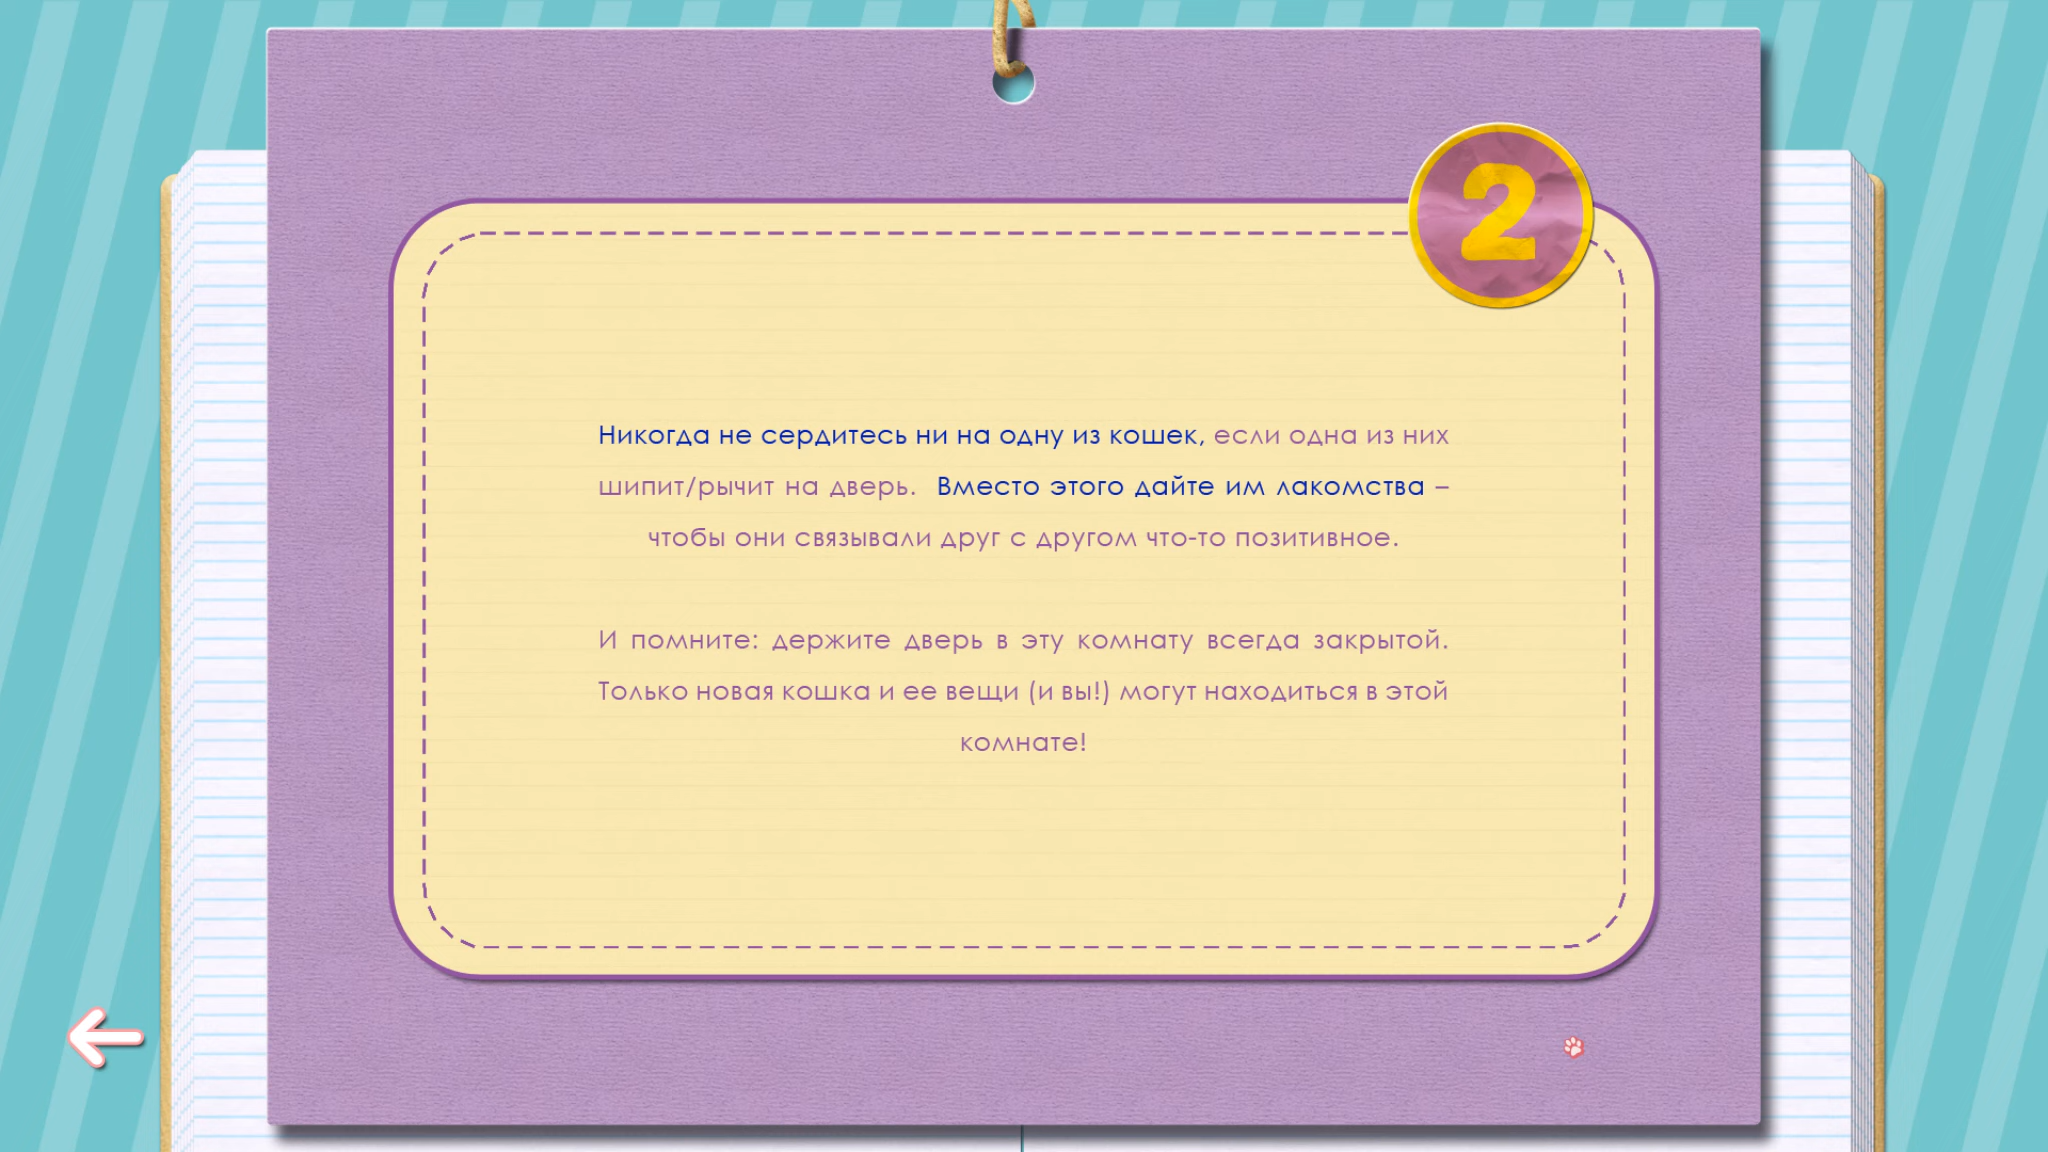 2
Никогда не сердитесь ни на одну из кошек, если одна из них
шипит/рычит на дверь. Вместо этого дайте им лакомства –
чтобы они связывали друг с другом что-то позитивное.
И помните: держите дверь в эту комнату всегда закрытой.
Только новая кошка и ее вещи (и вы!) могут находиться в этой
комнате!